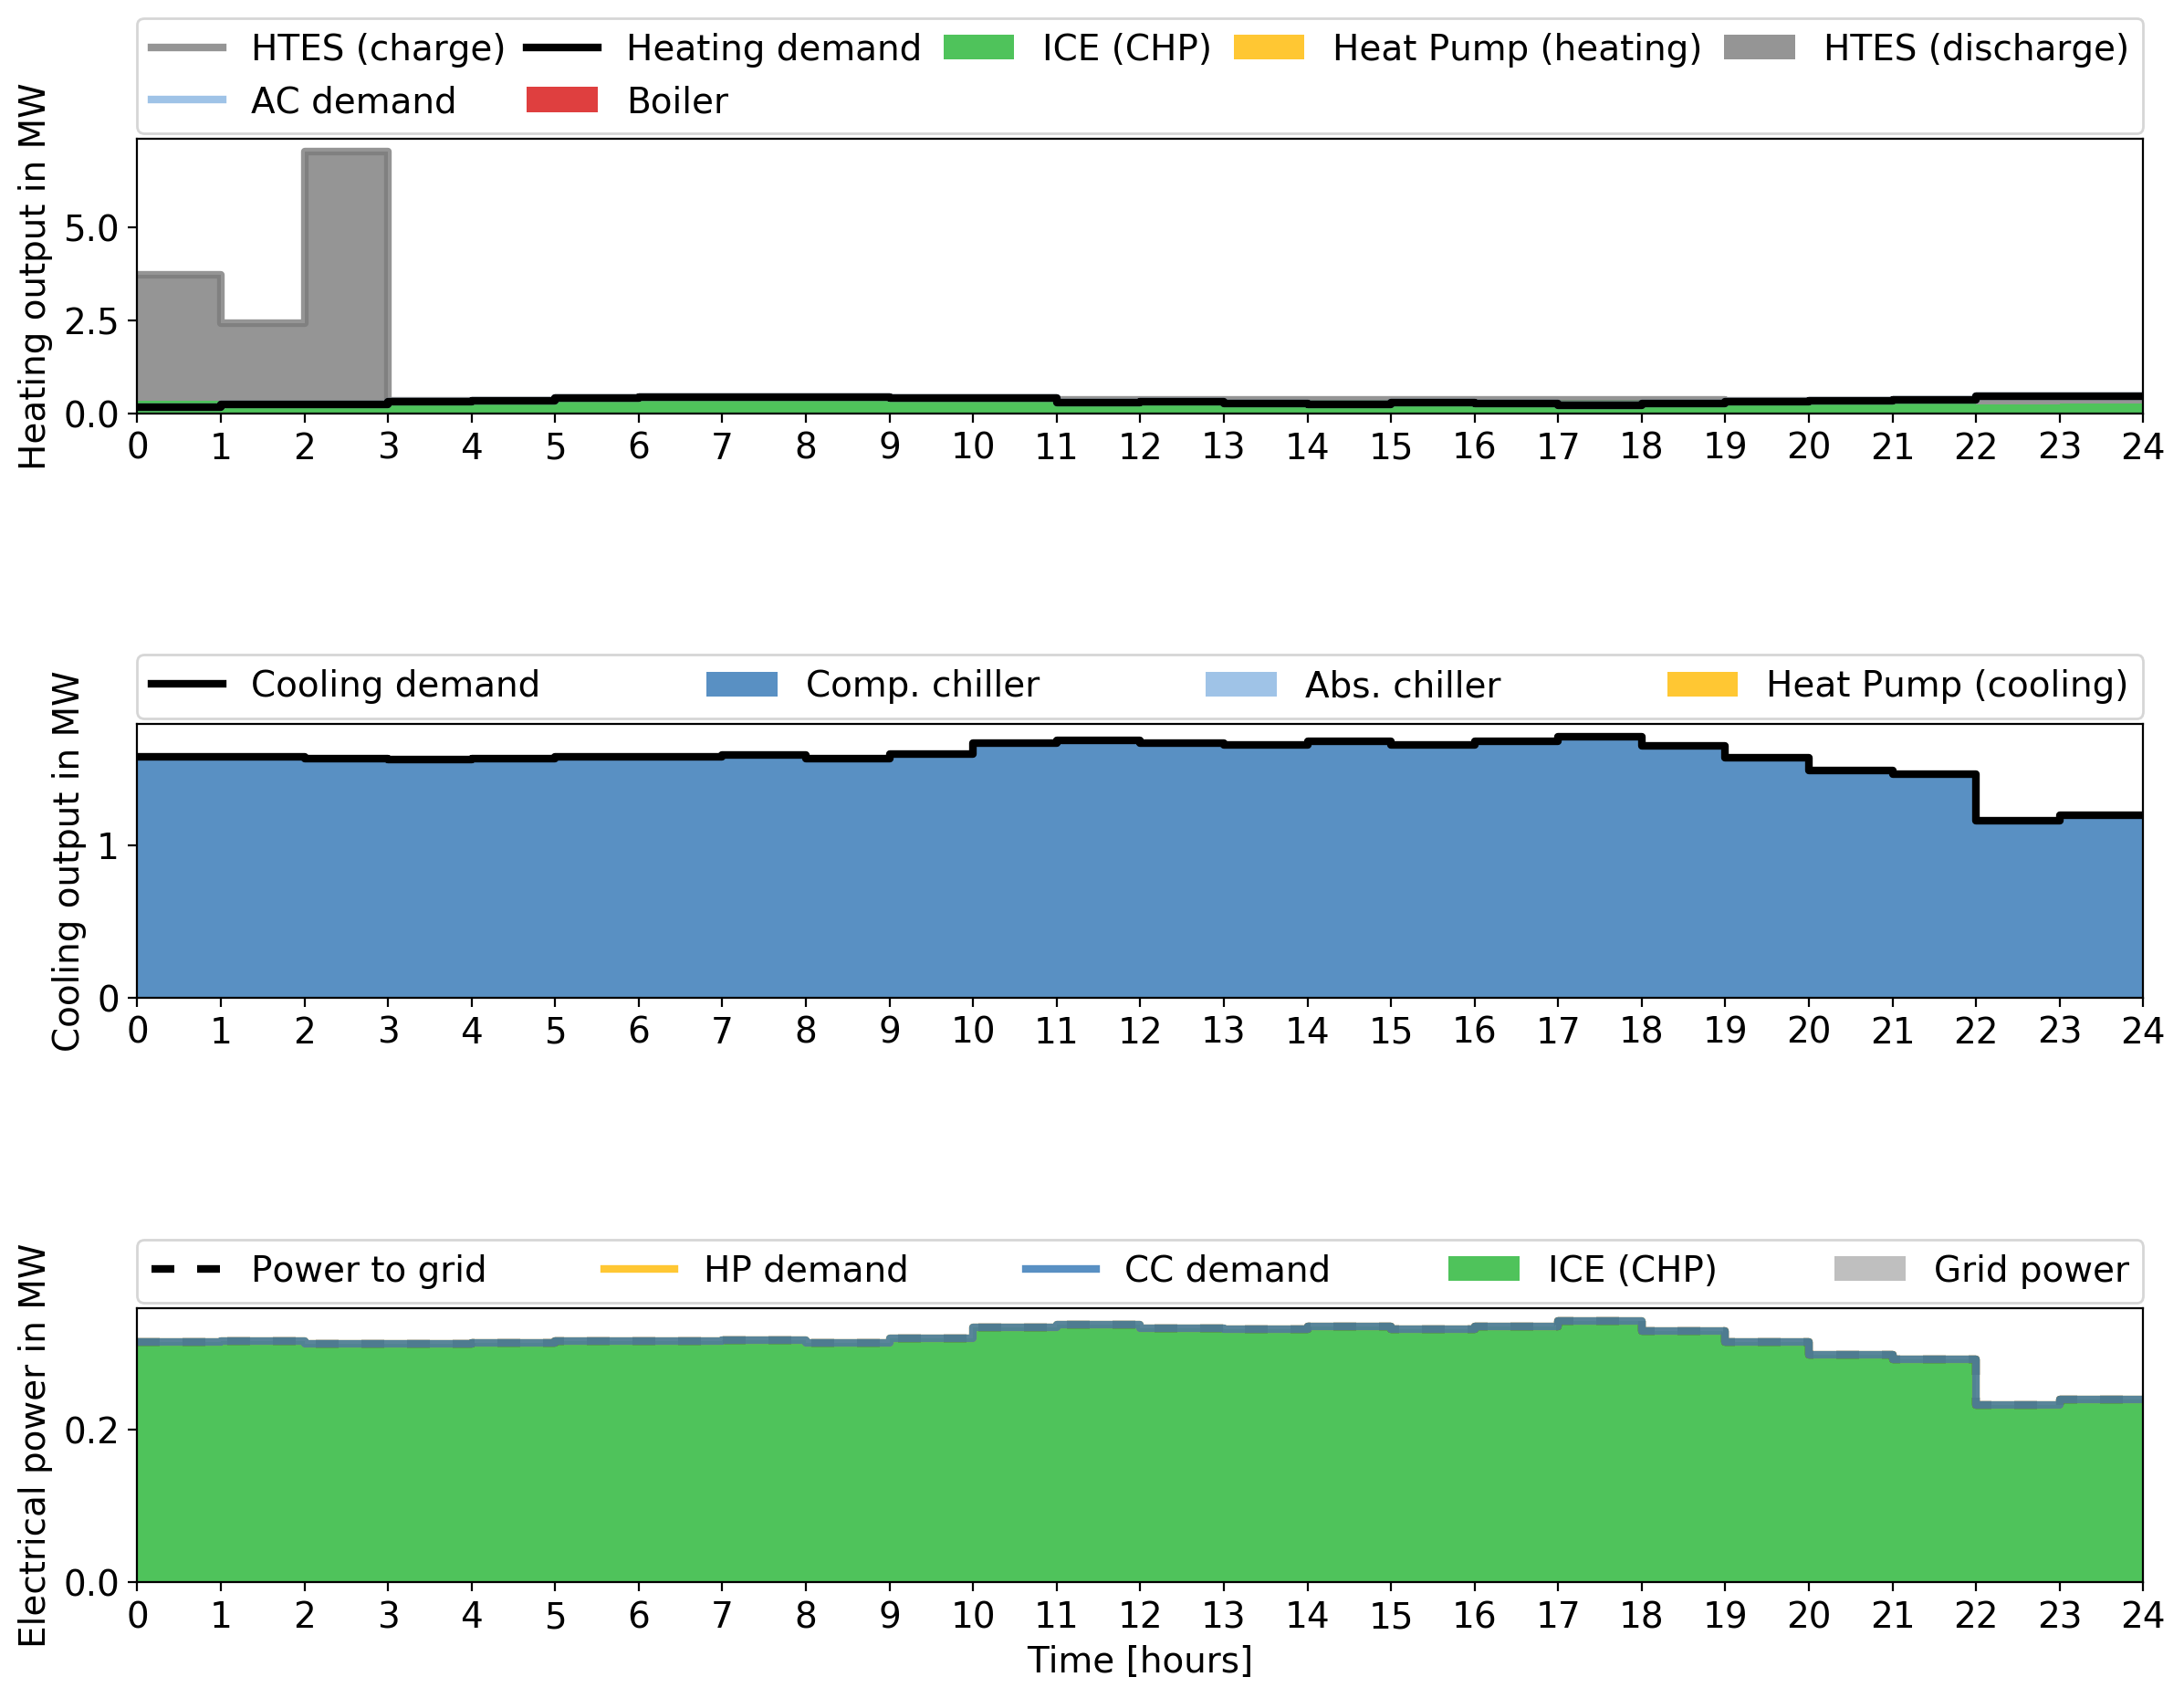 HTES (charge) Heating demand ICE (CHP) Heat Pump (heating) HTES (discharge)
AC demand Boiler
Heating output in MW
5.0
2.5
0.0
0 1 2 3 4 5 6 7 8 9 10 11 12 13 14 15 16 17 18 19 20 21 22 23 24
Cooling demand Comp. chiller Abs. chiller Heat Pump (cooling)
Cooling output in MW
1
0
0 1 2 3 4 5 6 7 8 9 10 11 12 13 14 15 16 17 18 19 20 21 22 23 24
Power to grid HP demand CC demand ICE (CHP) Grid power
Electrical power in MW
0.2
0.0
0 1 2 3 4 5 6 7 8 9 10 11 12 13 14 15 16 17 18 19 20 21 22 23 24
Time [hours]